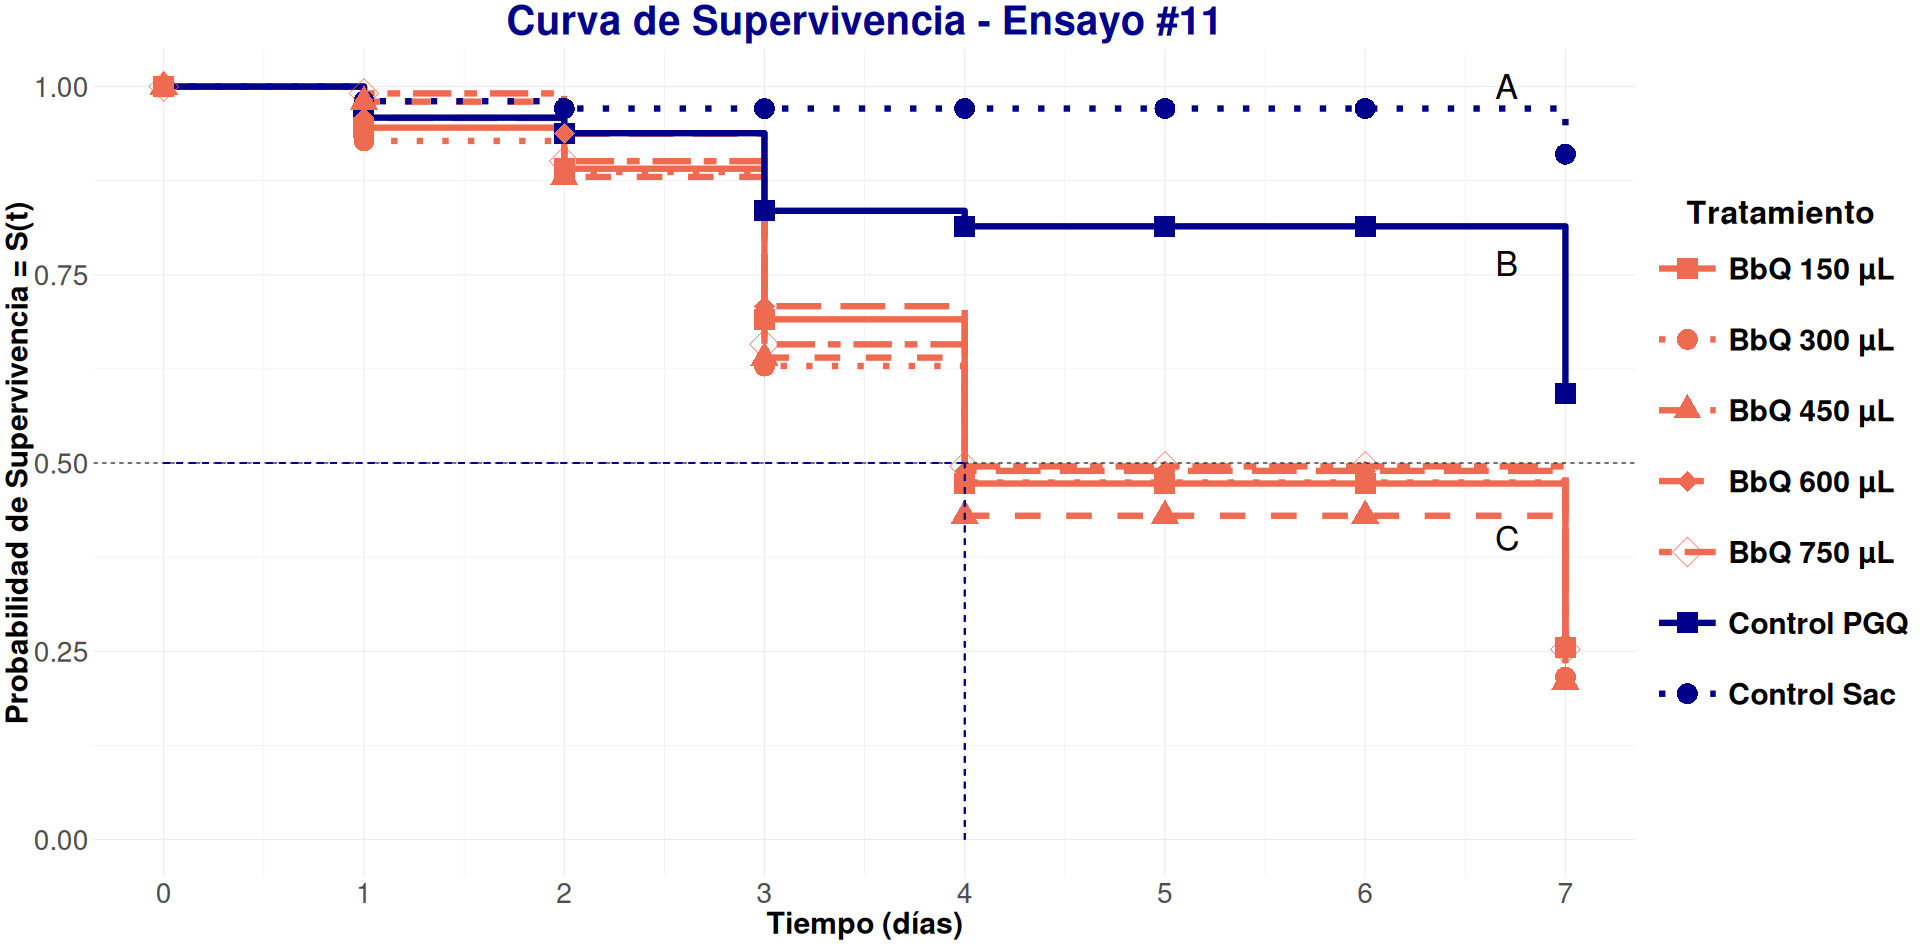 Curva de Supervivencia - Ensayo #11
Probabilidad de Supervivencia = S(t)
1.00
0.75
0.50
0.25
0.00
A
B
C
0 1 2 3 4 5 6 7
Tiempo (días)
Tratamiento
BbQ 150 µL
BbQ 300 µL
BbQ 450 µL
BbQ 600 µL
BbQ 750 µL
Control PGQ
Control Sac